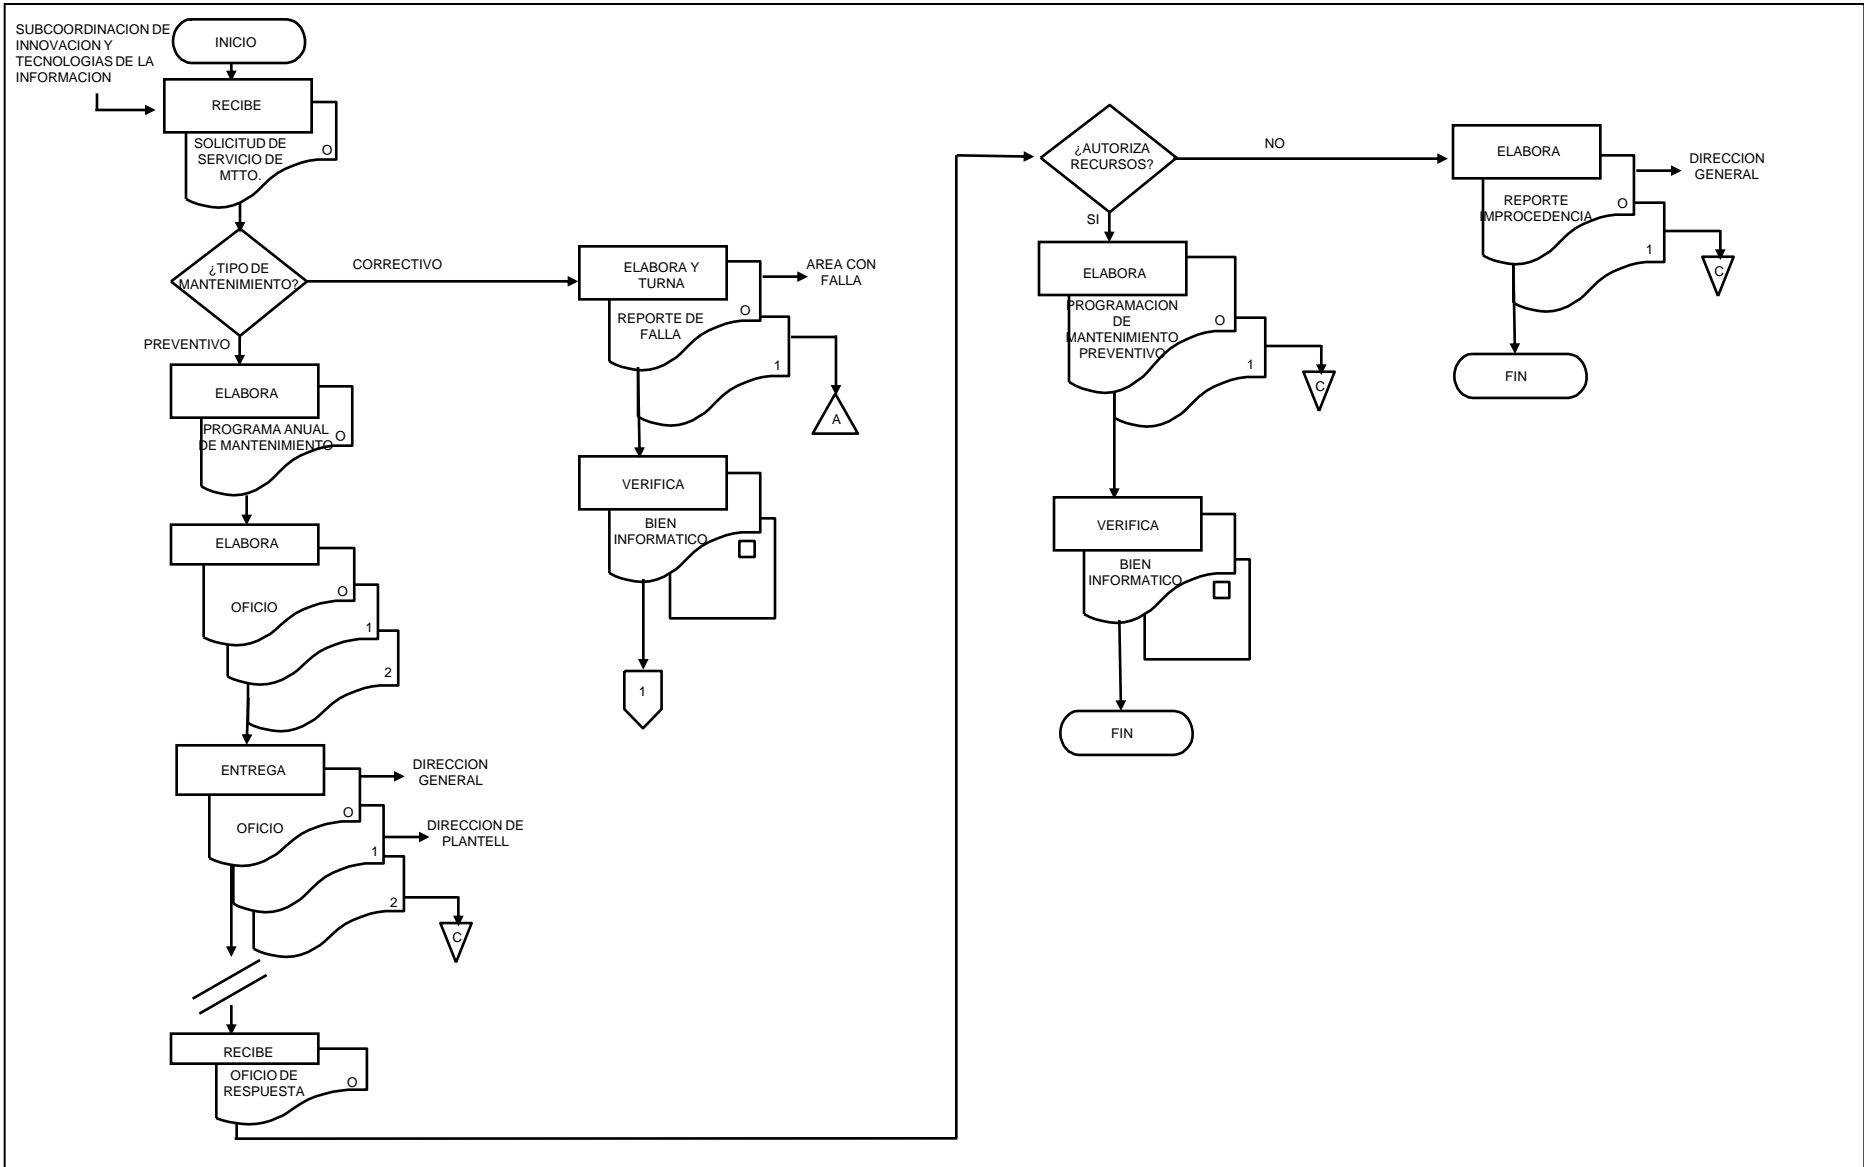 SUBCOORDINACION DE
INNOVACION Y
TECNOLOGIAS DE LA
INFORMACION
INICIO
RECIBE
SOLICITUD DE
SERVICIO DE
MTTO.
O
¿TIPO DE
MANTENIMIENTO?
CORRECTIVO
PREVENTIVO
ELABORA
PROGRAMA ANUAL
DE MANTENIMIENTO
O
ELABORA
OFICIO
O
1
2
ENTREGA
OFICIO
O
1
2
DIRECCION
GENERAL
DIRECCION DE
PLANTELL
C
RECIBE
OFICIO DE
RESPUESTA
O
ELABORA Y
TURNA
REPORTE DE
FALLA
O
1
AREA CON
FALLA
A
VERIFICA
BIEN
INFORMATICO
1
¿AUTORIZA
RECURSOS?
NO
SI
ELABORA
PROGRAMACION
DE
MANTENIMIENTO
PREVENTIVO
O
1
C
VERIFICA
BIEN
INFORMATICO
FIN
ELABORA
REPORTE
IMPROCEDENCIA
O
1
DIRECCION
GENERAL
C
FIN